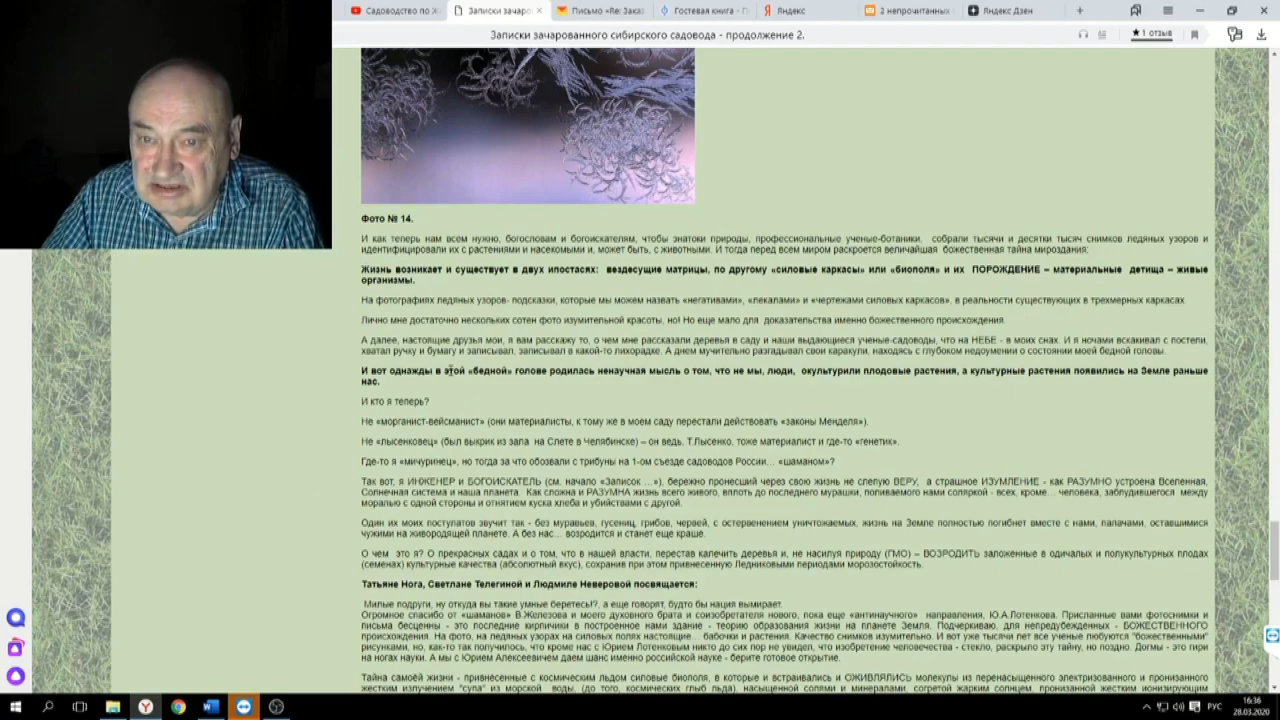 Садоводство по Ж
Записки зачаро
Письмо «Re: Заказ
Гостевая книга - Г
Яндекс
2 непрочитанных
Яндекс Дзен
Записки зачарованного сибирского садовода - продолжение 2.
★ 1 отзыв
Фото № 14.
И как теперь нам всем нужно, богословам и богоискателям, чтобы знатоки природы, профессиональные ученые-ботаники, собрали тысячи и десятки тысяч снимков ледяных узоров и
идентифицировали их с растениями и насекомыми и, может быть, с животными. И тогда перед всем миром раскроется величайшая божественная тайна мироздания:
Жизнь возникает и существует в двух ипостасях: вездесущие матрицы, по другому «силовые каркасы» или «биополя» и их ПОРОЖДЕНИЕ – материальные детища – живые
организмы.
На фотографиях ледяных узоров- подсказки, которые мы можем назвать «негативами», «лекалами» и «чертежами силовых каркасов», в реальности существующих в трехмерных каркасах.
Лично мне достаточно нескольких сотен фото изумительной красоты, но! Но еще мало для доказательства именно божественного происхождения.
А далее, настоящие друзья мои, я вам расскажу то, о чем мне рассказали деревья в саду и наши выдающиеся ученые-садоводы, что на НЕБЕ - в моих снах. И я ночами вскакивал с постели,
хватал ручку и бумагу и записывал, записывал в какой-то лихорадке. А днем мучительно разгадывал свои каракули, находясь с глубоком недоумении о состоянии моей бедной головы.
И вот однажды в этой «бедной» голове родилась ненаучная мысль о том, что не мы, люди, окультурили плодовые растения, а культурные растения появились на Земле раньше
нас.
И кто я теперь?
Не «морганист-вейсманист» (они материалисты, к тому же в моем саду перестали действовать «законы Менделя»).
Не «лысенковец» (был выкрик из зала на Слете в Челябинске) – он ведь, Т.Лысенко, тоже материалист и где-то «генетик».
Где-то я «мичуринец», но тогда за что обозвали с трибуны на 1-ом съезде садоводов России… «шаманом»?
Так вот, я ИНЖЕНЕР и БОГОИСКАТЕЛЬ (см. начало «Записок …»), бережно пронесший через свою жизнь не слепую ВЕРУ, а страшное ИЗУМЛЕНИЕ - как РАЗУМНО устроена Вселенная,
Солнечная система и наша планета. Как сложна и РАЗУМНА жизнь всего живого, вплоть до последнего мурашки, поливаемого нами соляркой - всех, кроме… человека, заблудившегося между
моралью с одной стороны и отнятием куска хлеба и убийствами с другой.
Один их моих постулатов звучит так - без муравьев, гусениц, грибов, червей, с остервенением уничтожаемых, жизнь на Земле полностью погибнет вместе с нами, палачами, оставшимися
чужими на живородящей планете. А без нас… возродится и станет еще краше.
О чем это я? О прекрасных садах и о том, что в нашей власти, перестав калечить деревья и, не насилуя природу (ГМО) – ВОЗРОДИТЬ заложенные в одичалых и полукультурных плодах
(семенах) культурные качества (абсолютный вкус), сохранив при этом привнесенную Ледниковыми периодами морозостойкость.
Татьяне Нога, Светлане Телегиной и Людмиле Неверовой посвящается:
Милые подруги, ну откуда вы такие умные беретесь!?, а еще говорят, будто бы нация вымирает.
Огромное спасибо от «шаманов» В.Железова и моего духовного брата и соизобретателя нового, пока еще «антинаучного» направления, Ю.А.Лотенкова. Присланные вами фотоснимки и
письма бесценны - это последние кирпичики в построенное нами здание - теорию образования жизни на планете Земля. Подчеркиваю, для непредубежденных - БОЖЕСТВЕННОГО
происхождения. На фото, на ледяных узорах на силовых полях настоящие… бабочки и растения. Качество снимков изумительно. И вот уже тысячи лет все ученые любуются "божественными"
рисунками, но, как-то так получилось, что кроме нас с Юрием Лотенковым никто до сих пор не увидел, что изобретение человечества - стекло, раскрыло эту тайну, но поздно. Догмы - это гири
на ногах науки. А мы с Юрием Алексеевичем даем шанс именно российской науке - берите готовое открытие.
Тайна самоей жизни - привнесенные с космическим льдом силовые биополя, в которые и встраивались и ОЖИВЛЯЛИСЬ молекулы из перенасыщенного электризованного и пронизанного
жестким излучением "супа" из морской воды, (до того, космических глыб льда), насыщенной солями и минералами, согретой жарким солнцем, пронизанной жестким ионизирующим
РУС
16:36
28.03.2020